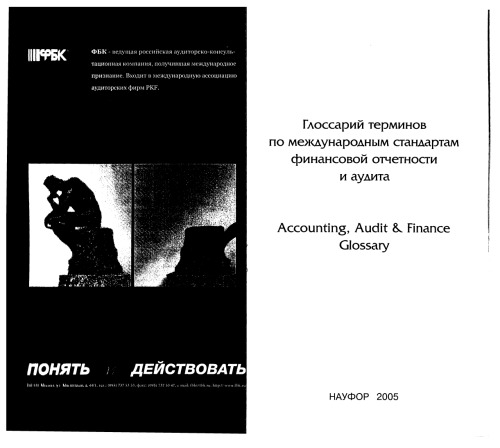 ФБК
ФБК - ведущая российская аудиторско-консуль-
тационная компания, получившая международное
признание. Входит в международную ассоциацию
аудиторских фирм PKF.
ПОНЯТЬ И ДЕЙСТВОВАТЬ
Глоссарий терминов
по международным стандартам
финансовой отчетности
и аудита
Accounting, Audit & Finance
Glossary
НАУФОР 2005